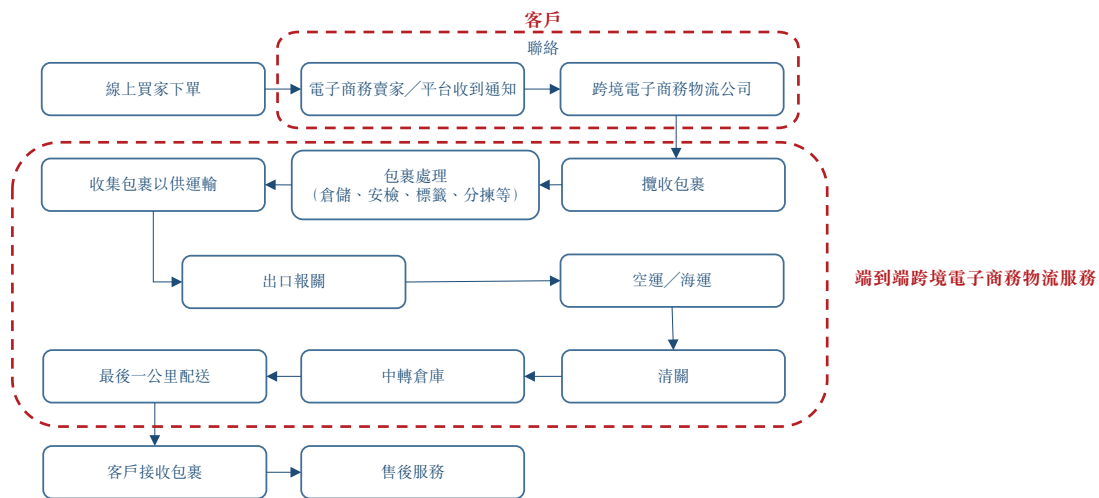 客戶
聯絡
線上買家下單
電子商務賣家／平台收到通知
跨境電子商務物流公司
收集包裹以供運輸
包裹處理
（倉儲、安檢、標籤、分揀等）
攬收包裹
出口報關
空運／海運
端到端跨境電子商務物流服務
最後一公里配送
中轉倉庫
清關
客戶接收包裹
售後服務